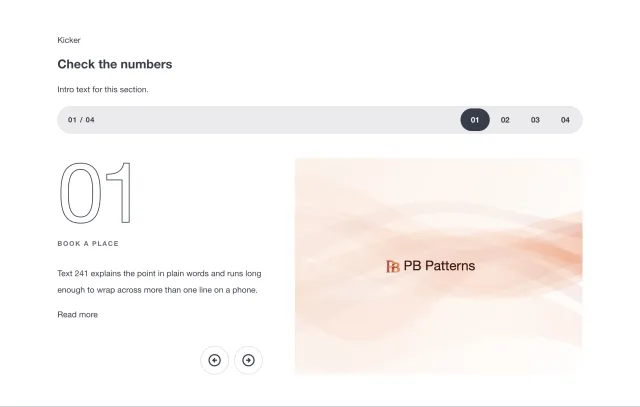 Kicker
Check the numbers
Intro text for this section.
01 / 04
01 02 03 04
01
BOOK A PLACE
Text 241 explains the point in plain words and runs long
enough to wrap across more than one line on a phone.
Read more
PB Patterns